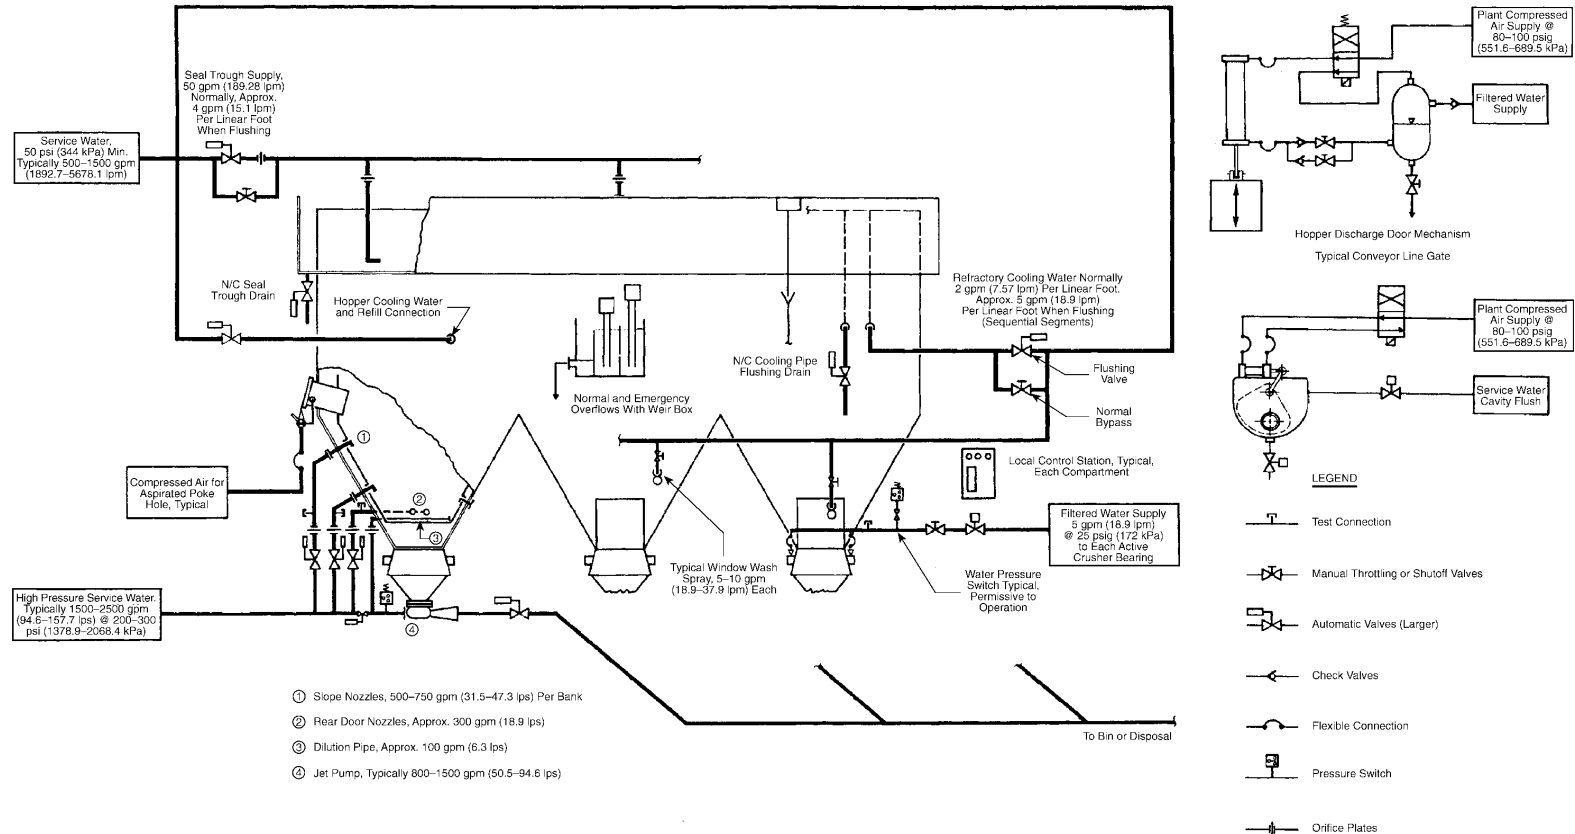 Seal Trough Supply,
50 gpm (189.28 lpm)
Normally, Approx.
4 gpm (15.1 lpm)
Per Linear Foot
When Flushing
Service Water,
50 psi (344 kPa) Min.
Typically 500–1500 gpm
(1892.7–5678.1 lpm)
N/C Seal
Trough Drain
Hopper Cooling Water
and Refill Connection
Normal and Emergency
Overflows With Weir Box
N/C Cooling Pipe
Flushing Drain
Refractory Cooling Water Normally
2 gpm (7.57 lpm) Per Linear Foot.
Approx. 5 gpm (18.9 lpm)
Per Linear Foot When Flushing
(Sequential Segments)
Flushing
Valve
Normal
Bypass
Local Control Station, Typical,
Each Compartment
Compressed Air for
Aspirated Poke
Hole, Typical
1
2
3
4
Typical Window Wash
Spray, 5–10 gpm
(18.9–37.9 lpm) Each
Filtered Water Supply
5 gpm (18.9 lpm)
@ 25 psig (172 kPa)
to Each Active
Crusher Bearing
Water Pressure
Switch Typical,
Permissive to
Operation
High Pressure Service Water.
Typically 1500–2500 gpm
(94.6–157.7 lps) @ 200–300
psi (1378.9–2068.4 kPa)
To Bin or Disposal
1 Slope Nozzles, 500–750 gpm (31.5–47.3 lps) Per Bank
2 Rear Door Nozzles, Approx. 300 gpm (18.9 lps)
3 Dilution Pipe, Approx. 100 gpm (6.3 lps)
4 Jet Pump, Typically 800–1500 gpm (50.5–94.6 lps)
Plant Compressed
Air Supply @
80–100 psig
(551.6–689.5 kPa)
Filtered Water
Supply
Hopper Discharge Door Mechanism
Typical Conveyor Line Gate
Plant Compressed
Air Supply @
80–100 psig
(551.6–689.5 kPa)
Service Water
Cavity Flush
LEGEND
Test Connection
Manual Throttling or Shutoff Valves
Automatic Valves (Larger)
Check Valves
Flexible Connection
Pressure Switch
Orifice Plates